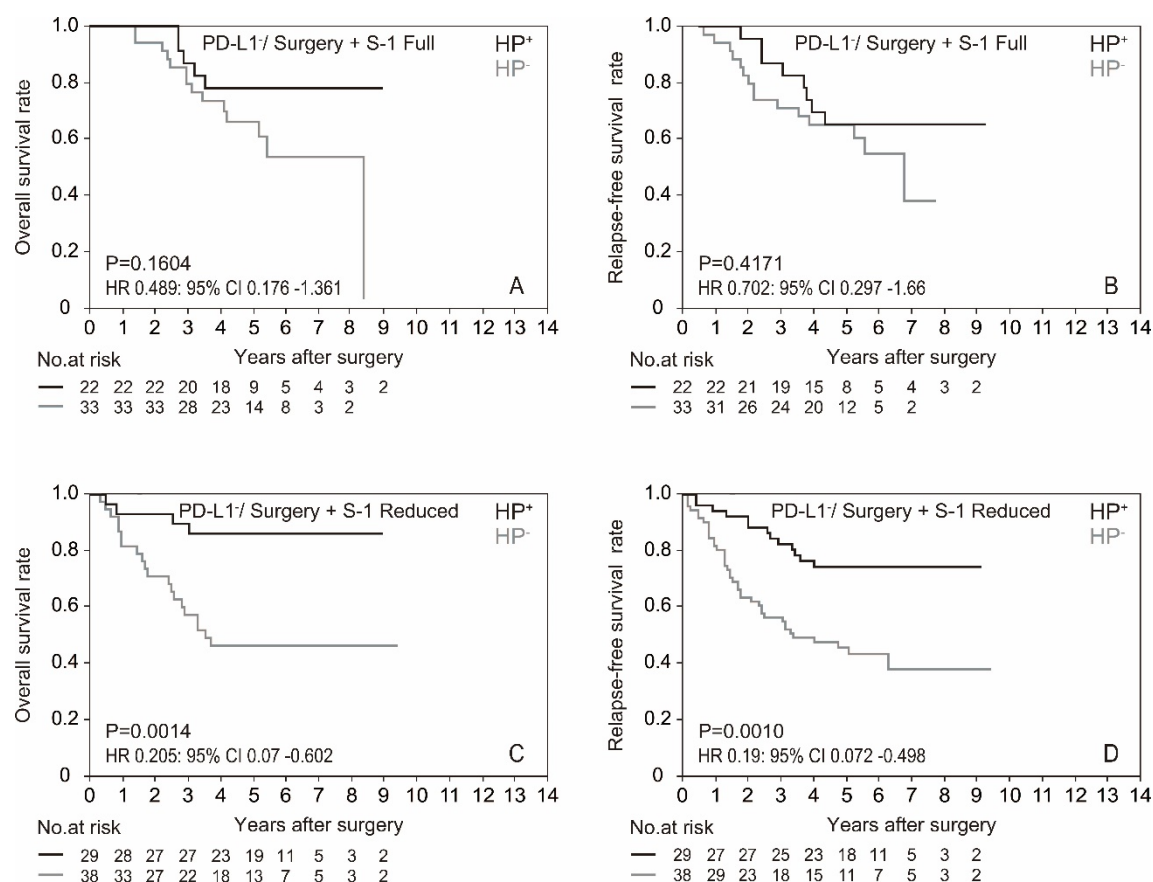 PD-L1⁻/ Surgery + S-1 Full
HP⁺
HP⁻
Overall survival rate
1.0
0.8
0.6
0.4
0.2
0
P=0.1604
HR 0.489: 95% CI 0.176 -1.361
A
0 1 2 3 4 5 6 7 8 9 10 11 12 13 14
Years after surgery
No.at risk
22 22 22 20 18 9 5 4 3 2
33 33 33 28 23 14 8 3 2
PD-L1⁻/ Surgery + S-1 Full
HP⁺
HP⁻
Relapse-free survival rate
1.0
0.8
0.6
0.4
0.2
0
P=0.4171
HR 0.702: 95% CI 0.297 -1.66
B
0 1 2 3 4 5 6 7 8 9 10 11 12 13 14
Years after surgery
No.at risk
22 22 21 19 15 8 5 4 3 2
33 31 26 24 20 12 5 2
PD-L1⁻/ Surgery + S-1 Reduced
HP⁺
HP⁻
Overall survival rate
1.0
0.8
0.6
0.4
0.2
0
P=0.0014
HR 0.205: 95% CI 0.07 -0.602
C
0 1 2 3 4 5 6 7 8 9 10 11 12 13 14
Years after surgery
No.at risk
29 28 27 27 23 19 11 5 3 2
38 33 27 22 18 13 7 5 3 2
PD-L1⁻/ Surgery + S-1 Reduced
HP⁺
HP⁻
Relapse-free survival rate
1.0
0.8
0.6
0.4
0.2
0
P=0.0010
HR 0.19: 95% CI 0.072 -0.498
D
0 1 2 3 4 5 6 7 8 9 10 11 12 13 14
Years after surgery
No.at risk
29 27 27 25 23 18 11 5 3 2
38 29 23 18 15 11 7 5 3 2